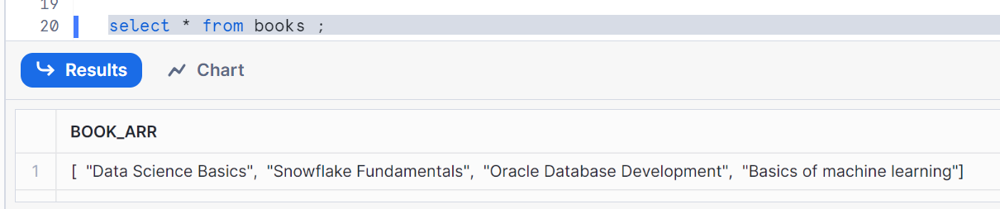 19
20 select * from books ;
Results Chart
BOOK_ARR
1 [ "Data Science Basics", "Snowflake Fundamentals", "Oracle Database Development", "Basics of machine learning"]